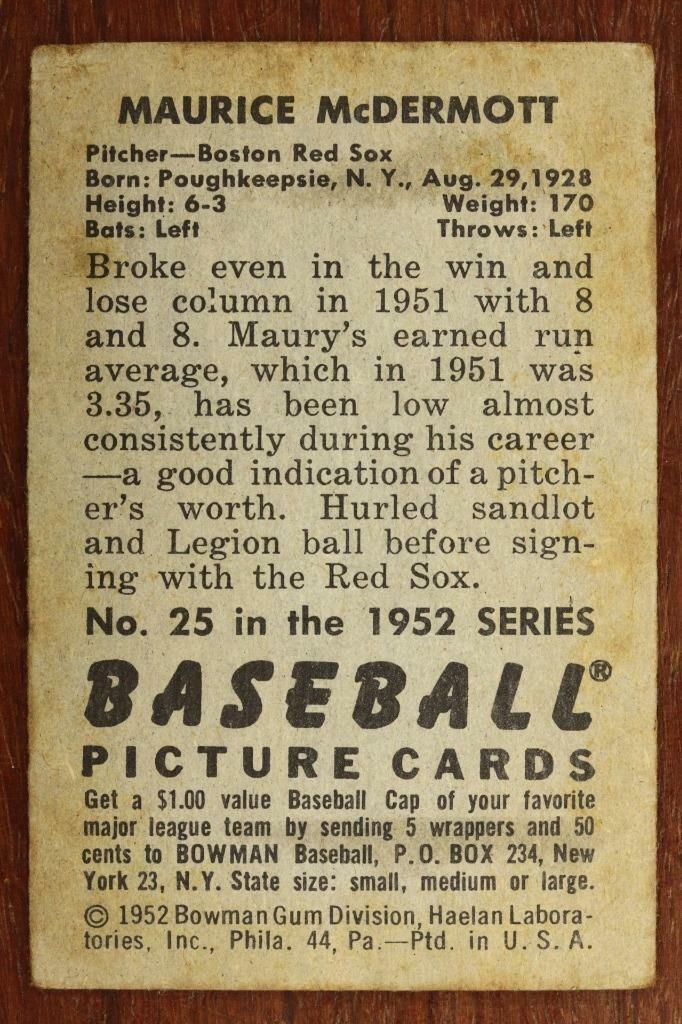 MAURICE McDERMOTT
Pitcher—Boston Red Sox
Born: Poughkeepsie, N. Y., Aug. 29,1928
Height: 6-3 Weight: 170
Bats: Left Throws: Left
Broke even in the win and
lose column in 1951 with 8
and 8. Maury's earned run
average, which in 1951 was
3.35, has been low almost
consistently during his career
—a good indication of a pitch-
er's worth. Hurled sandlot
and Legion ball before sign-
ing with the Red Sox.
No. 25 in the 1952 SERIES
BASEBALL®
PICTURE CARDS
Get a $1.00 value Baseball Cap of your favorite
major league team by sending 5 wrappers and 50
cents to BOWMAN Baseball, P.O. BOX 234, New
York 23, N.Y. State size: small, medium or large.
© 1952 Bowman Gum Division, Haelan Labora-
tories, Inc., Phila. 44, Pa.—Ptd. in U. S. A.